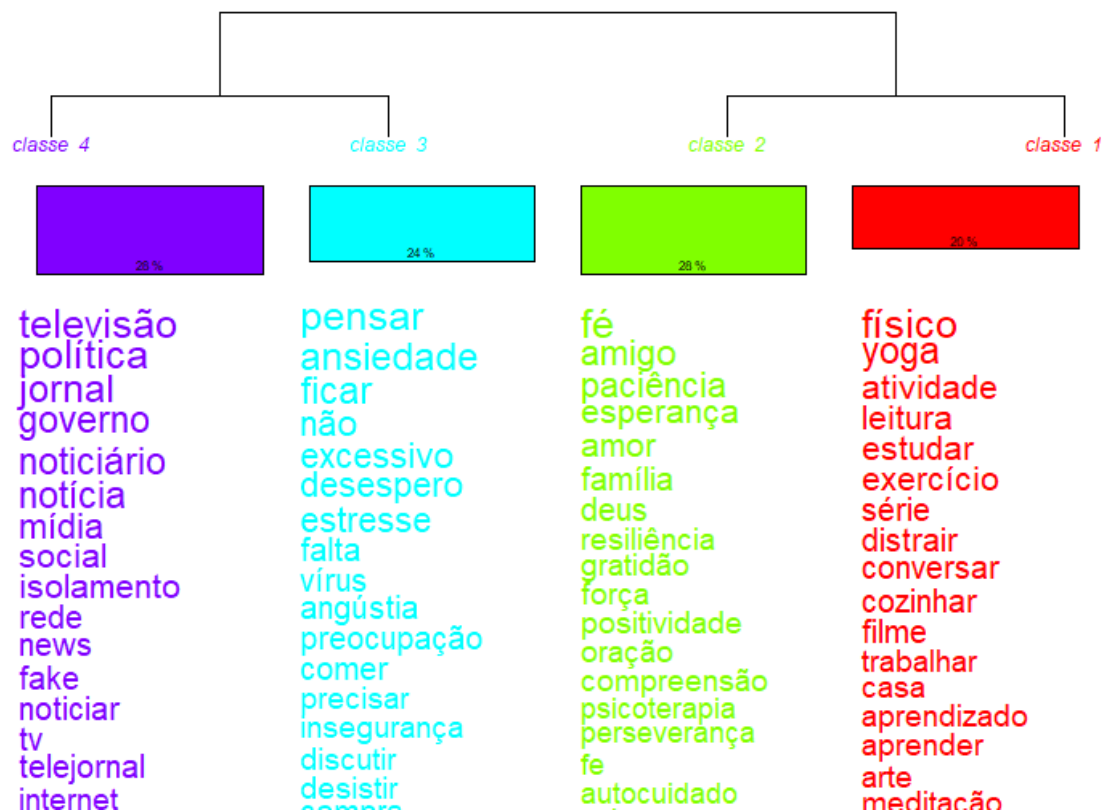 classe 4
classe 3
classe 2
classe 1
28 %
24 %
28 %
20 %
televisão
política
jornal
governo
noticiário
notícia
mídia
social
isolamento
rede
news
fake
noticiar
tv
telejornal
internet
pensar
ansiedade
ficar
não
excessivo
desespero
estresse
falta
vírus
angústia
preocupação
comer
precisar
insegurança
discutir
desistir
fé
amigo
paciência
esperança
amor
família
deus
resiliência
gratidão
força
positividade
oração
compreensão
psicoterapia
perseverança
fe
autocuidado
físico
yoga
atividade
leitura
estudar
exercício
série
distrair
conversar
cozinhar
filme
trabalhar
casa
aprendizado
aprender
arte
meditação